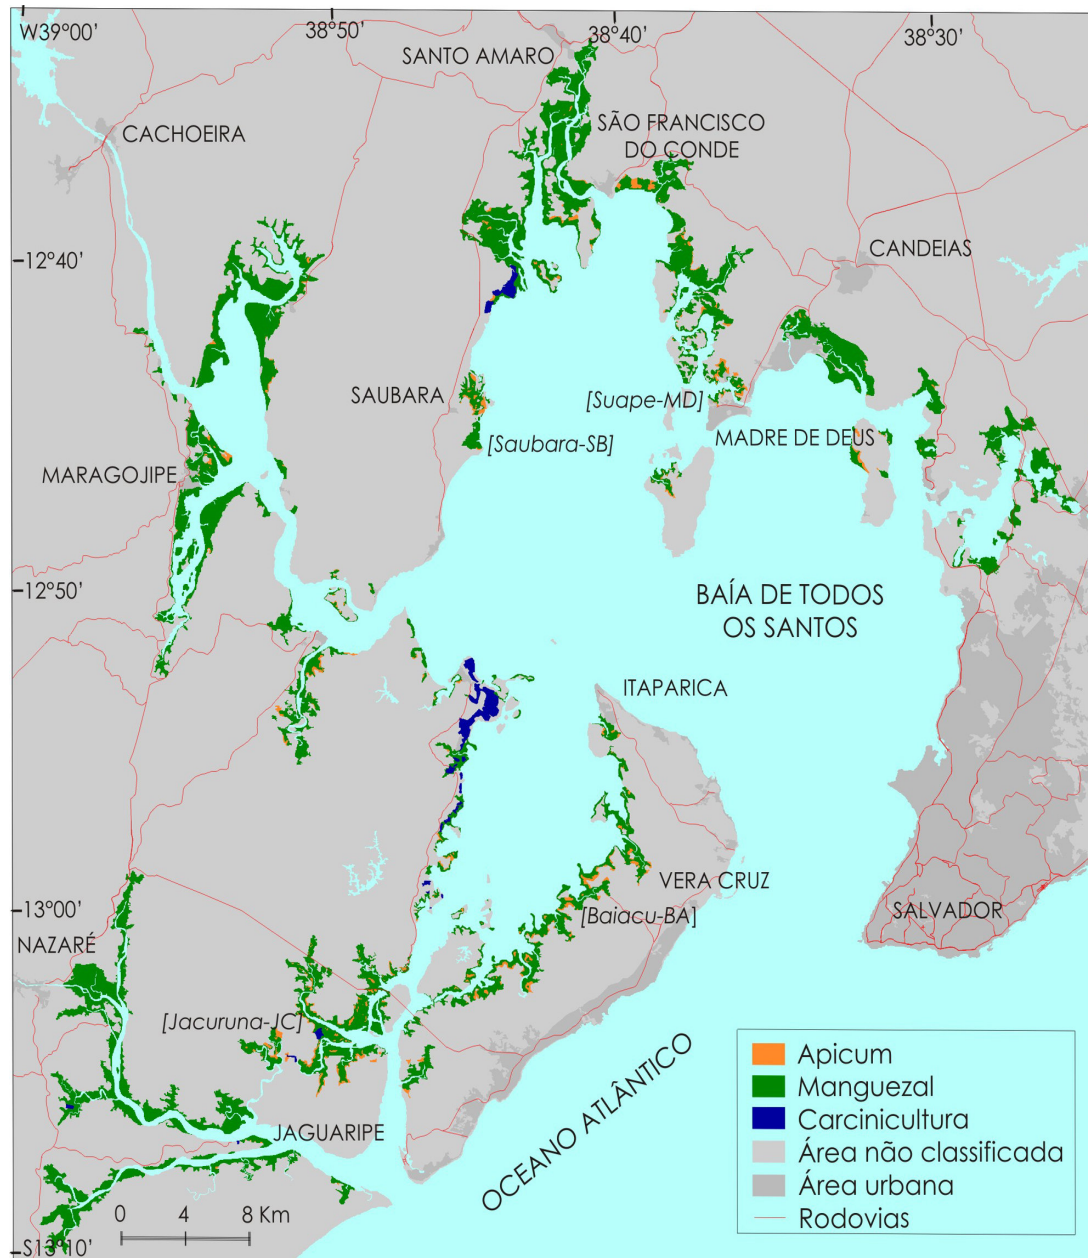 W39°00'
38°50'
38°40'
38°30'
SANTO AMARO
CACHOEIRA
SÃO FRANCISCO
DO CONDE
CANDEIAS
12°40'
SAUBARA
[Suape-MD]
MADRE DE DEUS
[Saubara-SB]
MARAGOJIPE
12°50'
BAÍA DE TODOS
OS SANTOS
ITAPARICA
VERA CRUZ
13°00'
[Baiacu-BA]
SALVADOR
NAZARÉ
[Jacuruna-JC]
OCEANO ATLÂNTICO
JAGUARIPE
0 4 8 Km
S13°10'
Apicum
Manguezal
Carcinicultura
Área não classificada
Área urbana
Rodovias